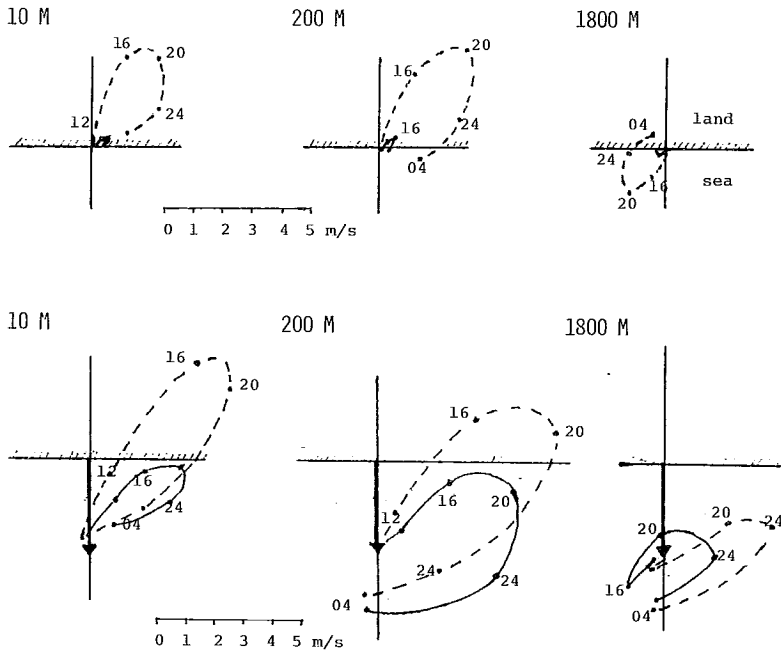 10 M 200 M 1800 M
16 20 12 24
20 16 24 16 04
04 land 24 sea 16 20
0 1 2 3 4 5 m/s
10 M 200 M 1800 M
16 20 12 16 24 04
16 20 12 16 20 24 24 04
20 20 24 24 16 04
0 1 2 3 4 5 m/s